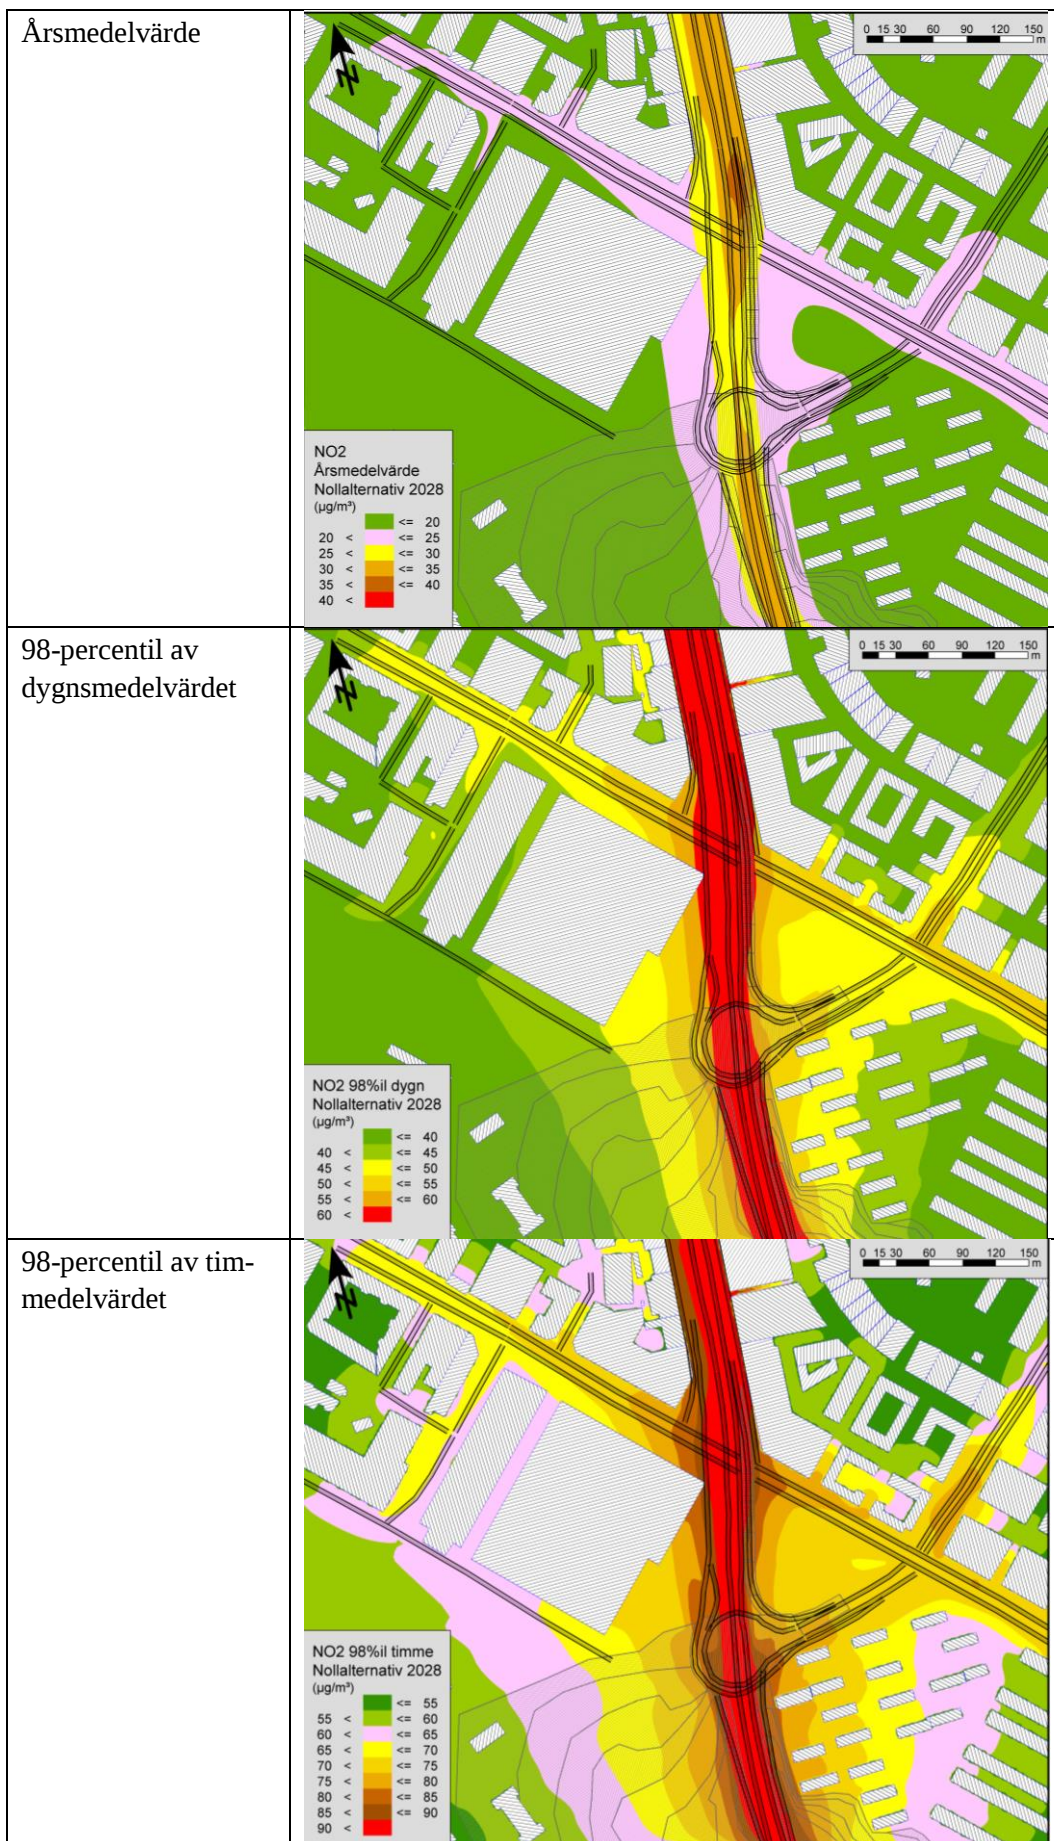 Årsmedelvärde
0 15 30 60 90 120 150
m
N
NO2
Årsmedelvärde
Nollalternativ 2028
(µg/m³)
<= 20
20 < <= 25
25 < <= 30
30 < <= 35
35 < <= 40
40 <
98-percentil av
dygnsmedelvärdet
0 15 30 60 90 120 150
m
N
NO2 98%il dygn
Nollalternativ 2028
(µg/m³)
<= 40
40 < <= 45
45 < <= 50
50 < <= 55
55 < <= 60
60 <
98-percentil av tim-
medelvärdet
0 15 30 60 90 120 150
m
N
NO2 98%il timme
Nollalternativ 2028
(µg/m³)
<= 55
55 < <= 60
60 < <= 65
65 < <= 70
70 < <= 75
75 < <= 80
80 < <= 85
85 < <= 90
90 <